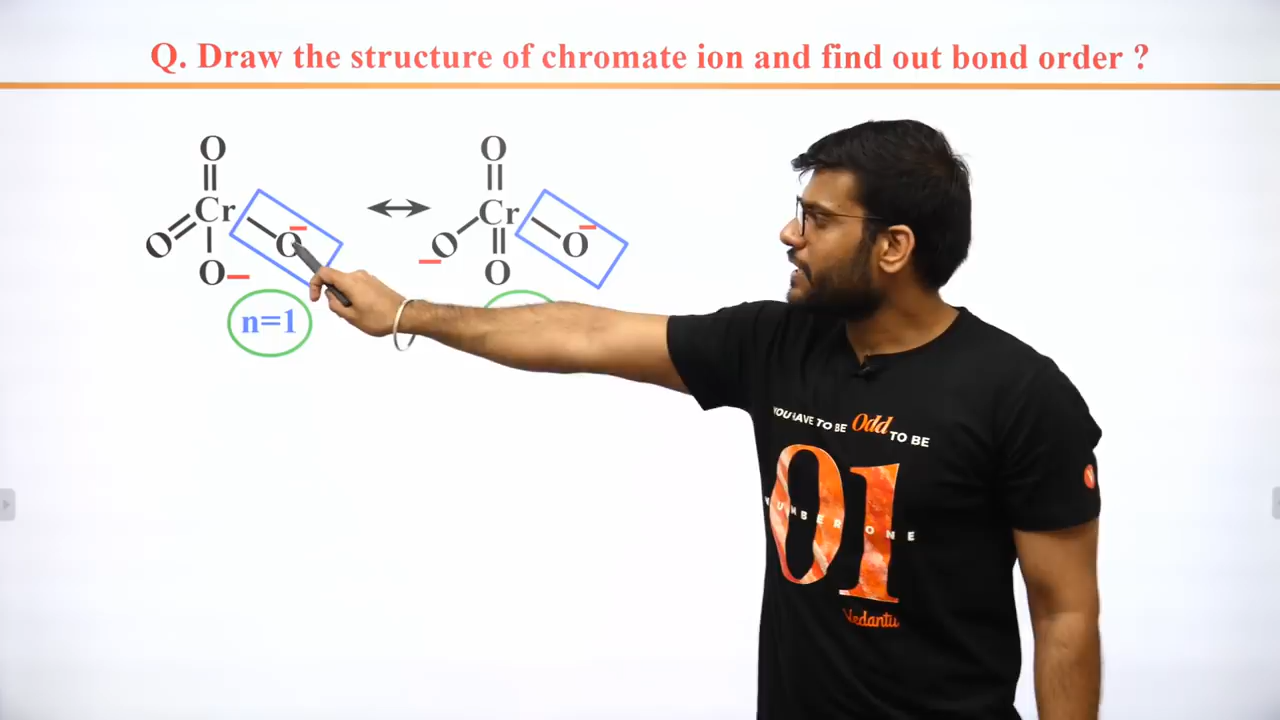 Q. Draw the structure of chromate ion and find out bond order ?
O O
Cr O– Cr O–
O O
O– O
n=1
YOU HAVE TO BE Odd TO BE
01
NUMBER ONE
Vedantu
V